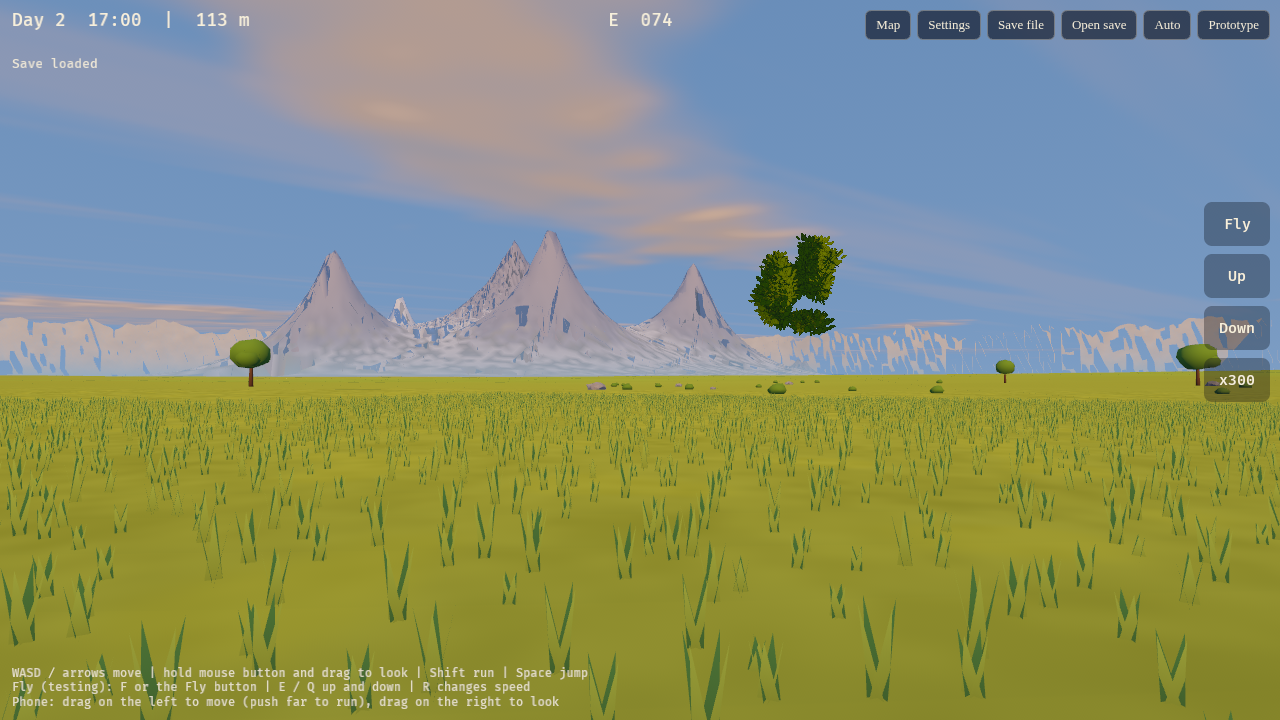 Day 2  17:00  |  113 m
E  074
Map
Settings
Save file
Open save
Auto
Prototype
Save loaded
Fly
Up
Down
x300
WASD / arrows move | hold mouse button and drag to look | Shift run | Space jump
Fly (testing): F or the Fly button | E / Q up and down | R changes speed
Phone: drag on the left to move (push far to run), drag on the right to look